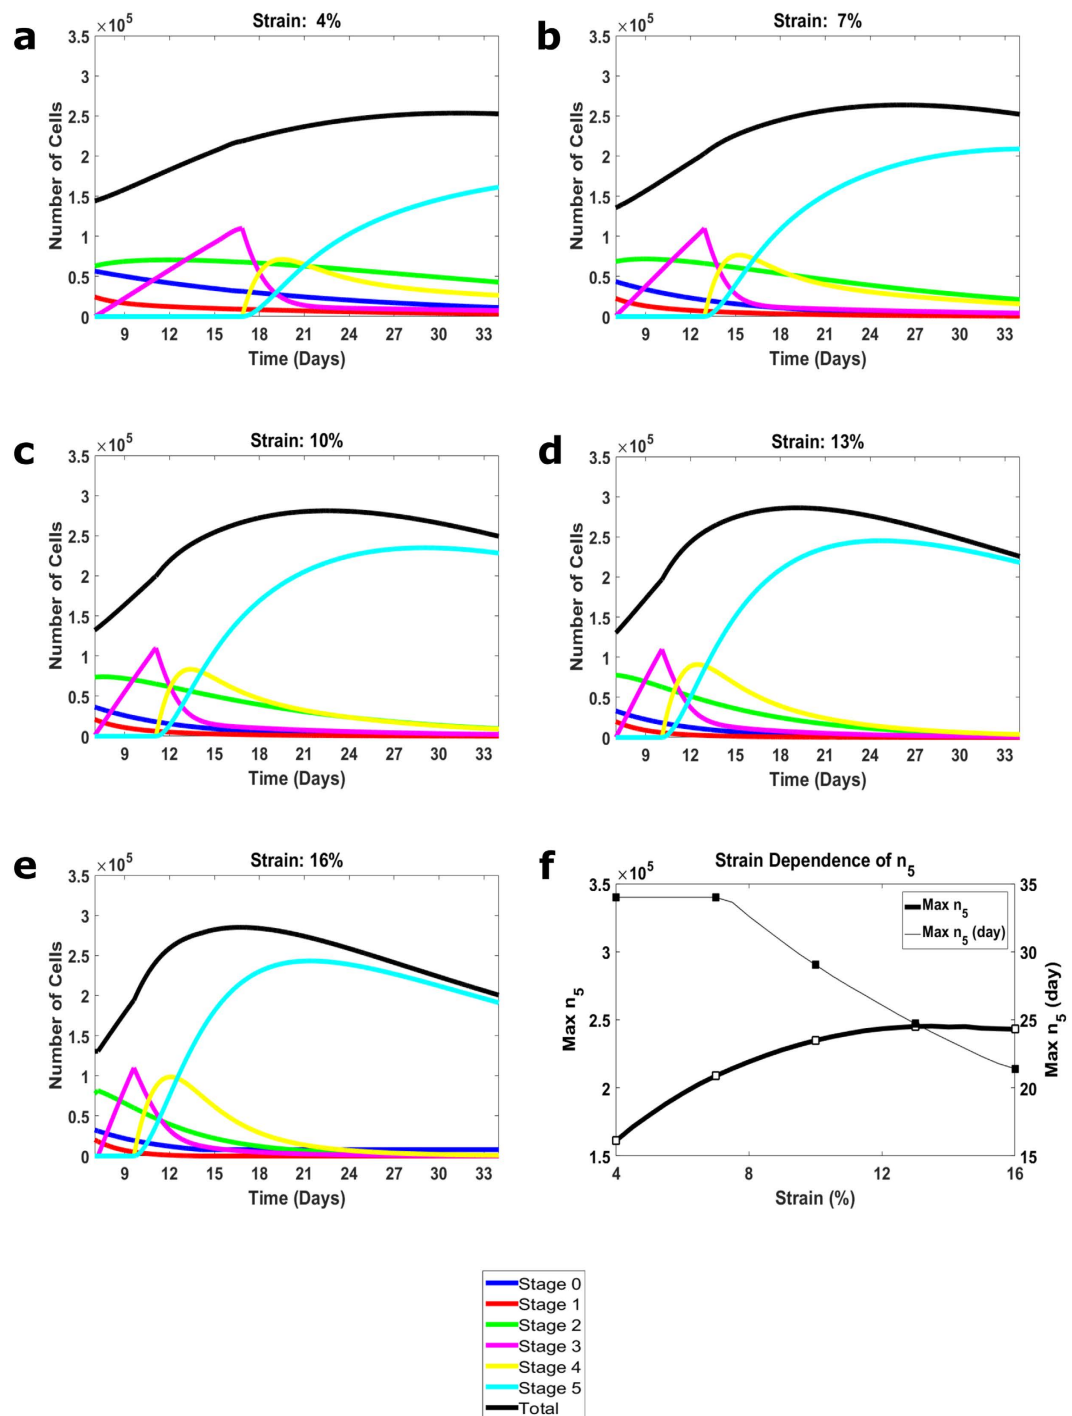 a
Strain: 4%
×10^5
3.5
3
2.5
2
1.5
1
0.5
0
Number of Cells
9 12 15 18 21 24 27 30 33
Time (Days)
b
Strain: 7%
×10^5
3.5
3
2.5
2
1.5
1
0.5
0
Number of Cells
9 12 15 18 21 24 27 30 33
Time (Days)
c
Strain: 10%
×10^5
3.5
3
2.5
2
1.5
1
0.5
0
Number of Cells
9 12 15 18 21 24 27 30 33
Time (Days)
d
Strain: 13%
×10^5
3.5
3
2.5
2
1.5
1
0.5
0
Number of Cells
9 12 15 18 21 24 27 30 33
Time (Days)
e
Strain: 16%
×10^5
3.5
3
2.5
2
1.5
1
0.5
0
Number of Cells
9 12 15 18 21 24 27 30 33
Time (Days)
f
Strain Dependence of n_5
×10^5
3.5
3
2.5
2
1.5
Max n_5
Max n_5
Max n_5 (day)
35
30
25
20
15
Max n_5 (day)
4 8 12 16
Strain (%)
Stage 0
Stage 1
Stage 2
Stage 3
Stage 4
Stage 5
Total